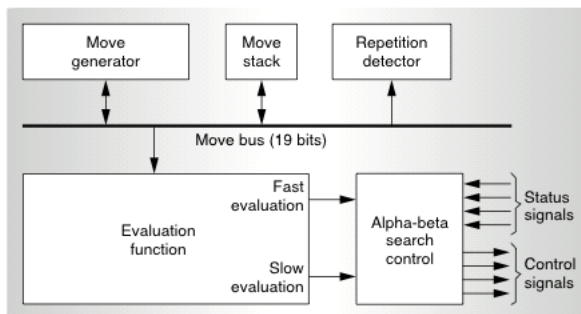 Move
generator
Move
stack
Repetition
detector
Move bus (19 bits)
Fast
evaluation
Evaluation
function
Slow
evaluation
Alpha-beta
search
control
Status
signals
Control
signals